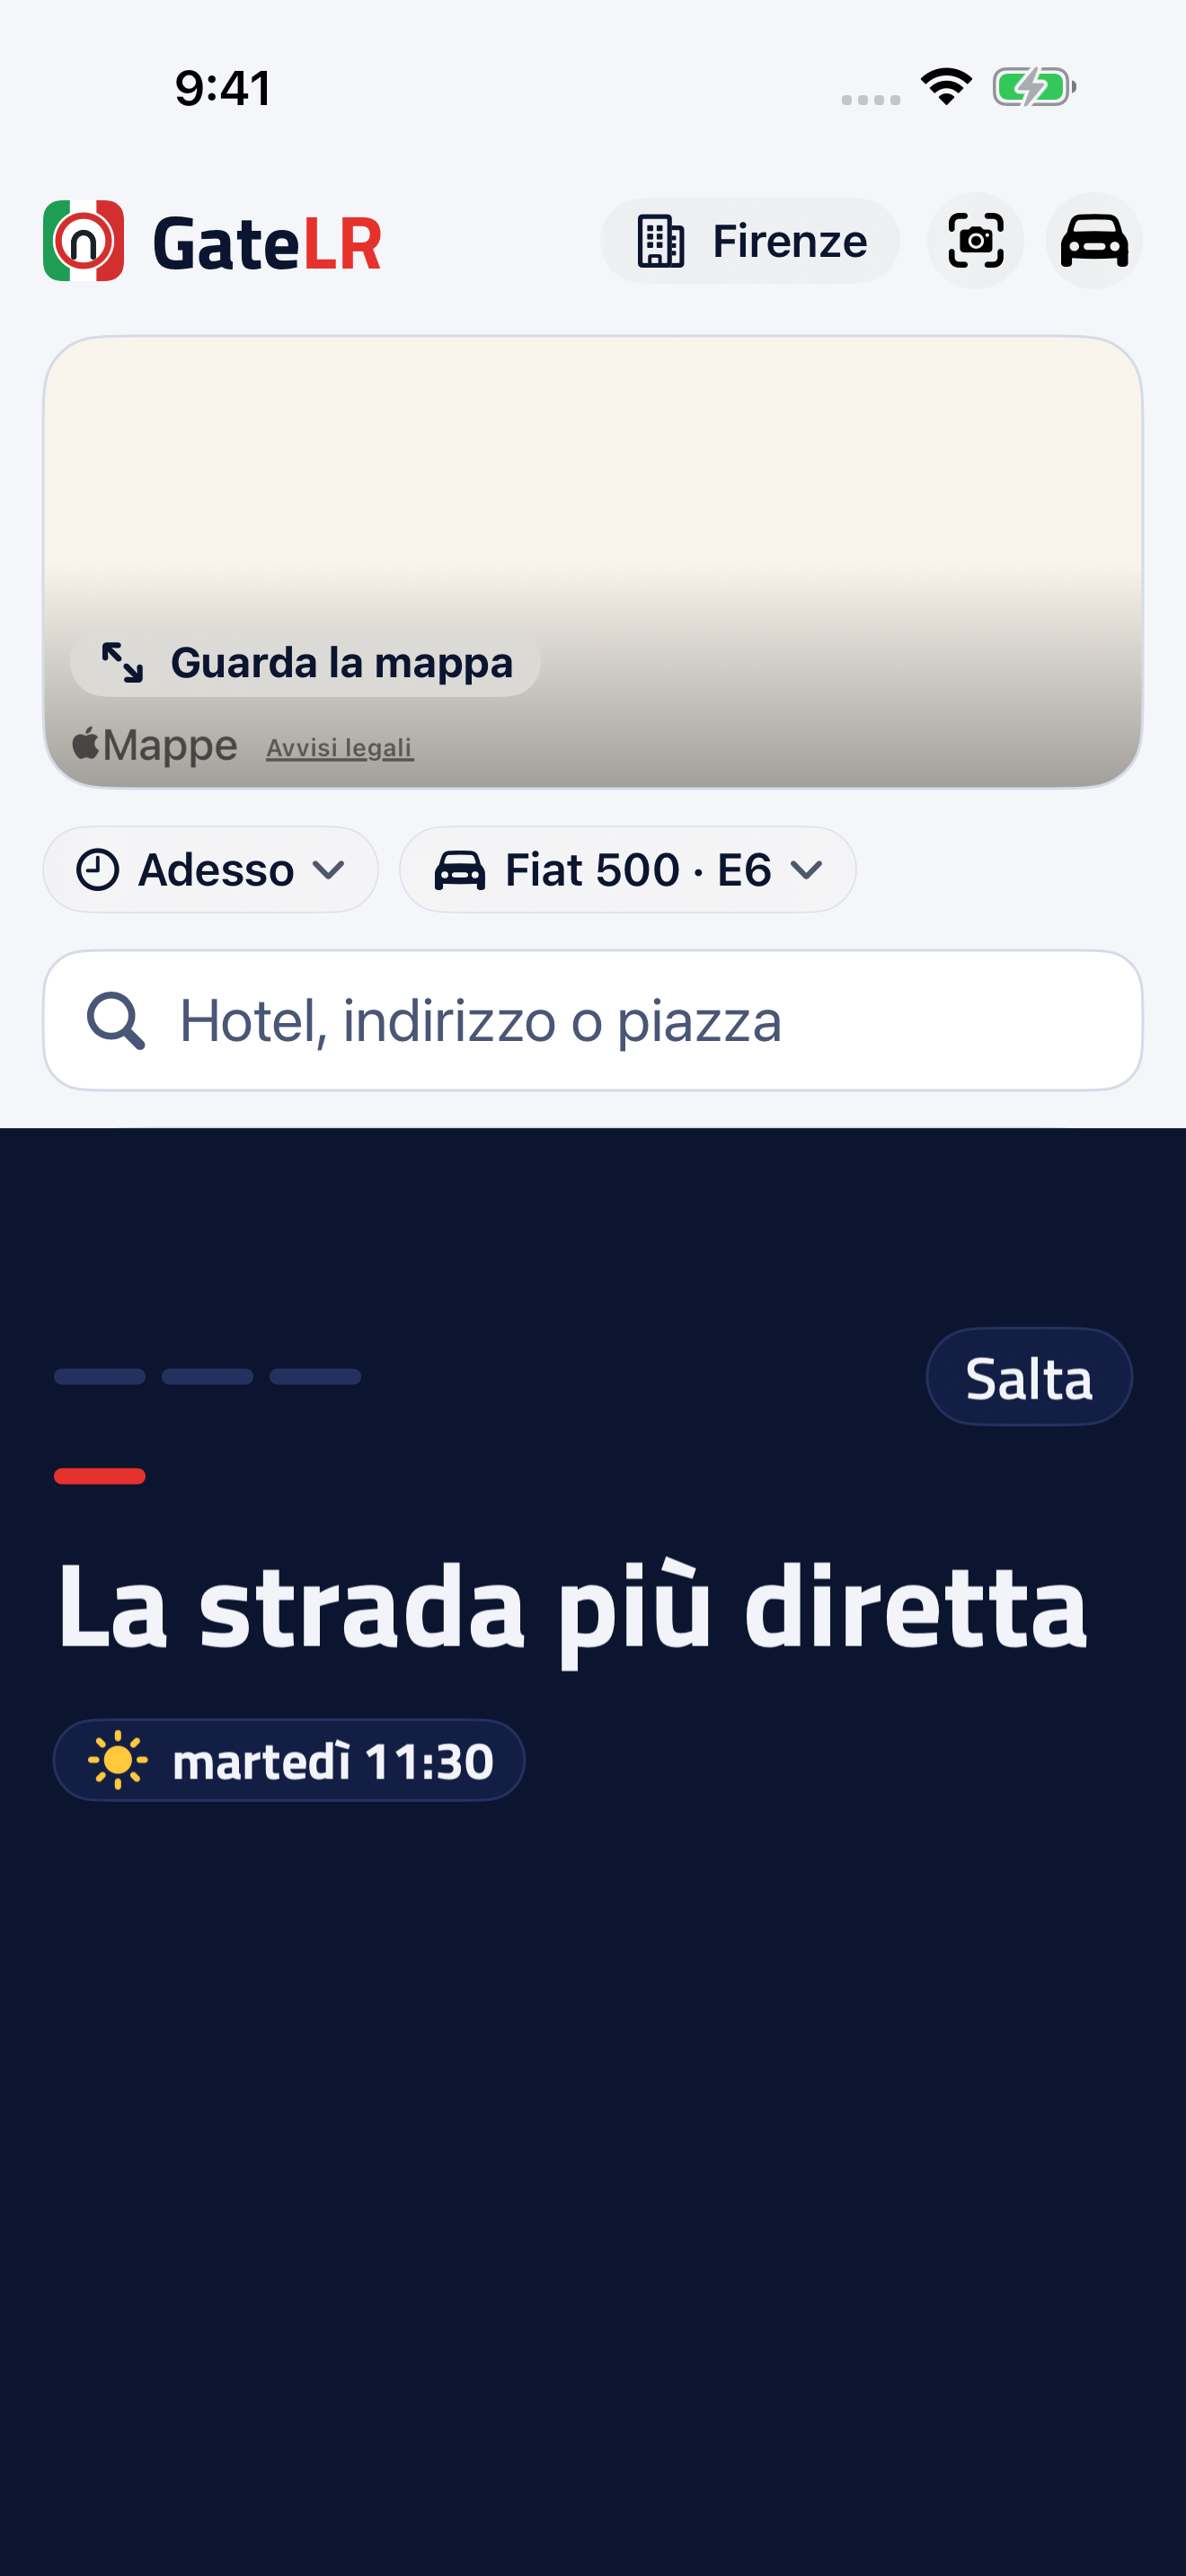 9:41
GateLR
Firenze
Guarda la mappa
Mappe Avvisi legali
Adesso
Fiat 500 · E6
Hotel, indirizzo o piazza
Salta
La strada più diretta
martedì 11:30